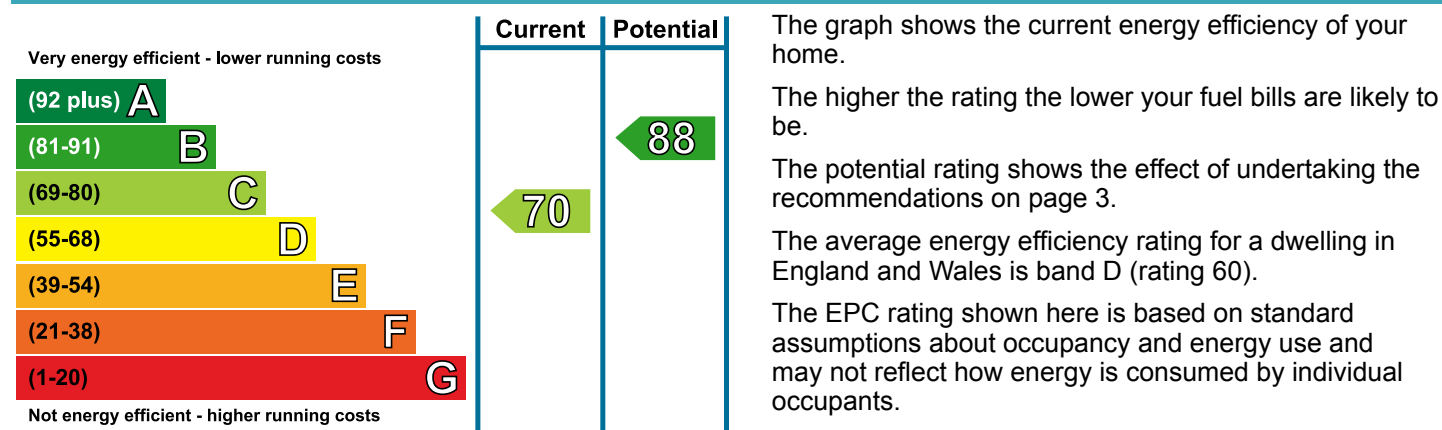 Current Potential
Very energy efficient - lower running costs
(92 plus) A
(81-91) B
88
(69-80) C
70
(55-68) D
(39-54) E
(21-38) F
(1-20) G
Not energy efficient - higher running costs
The graph shows the current energy efficiency of your
home.
The higher the rating the lower your fuel bills are likely to
be.
The potential rating shows the effect of undertaking the
recommendations on page 3.
The average energy efficiency rating for a dwelling in
England and Wales is band D (rating 60).
The EPC rating shown here is based on standard
assumptions about occupancy and energy use and
may not reflect how energy is consumed by individual
occupants.